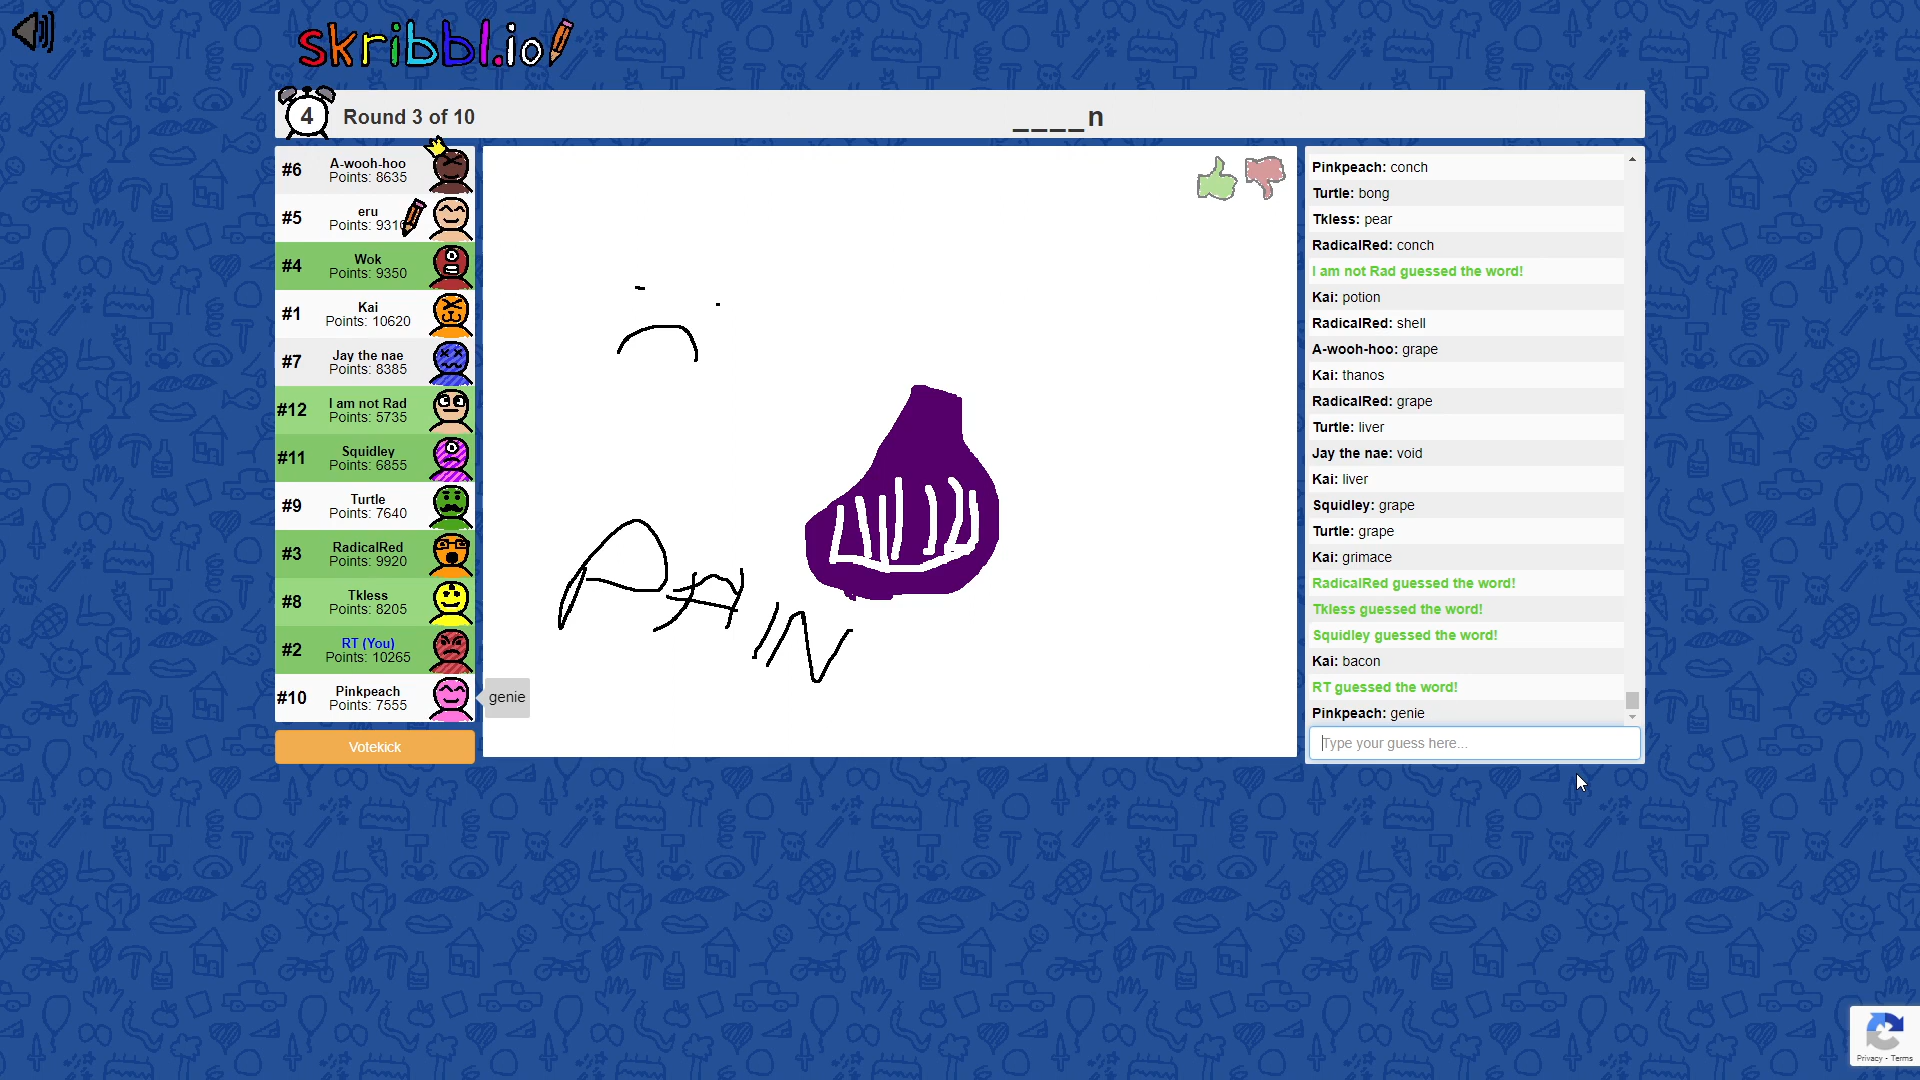 skribbl.io
4 Round 3 of 10
____n
#6 A-wooh-hoo
Points: 8635
#5 eru
Points: 9310
#4 Wok
Points: 9350
#1 Kai
Points: 10620
#7 Jay the nae
Points: 8385
#12 I am not Rad
Points: 5735
#11 Squidley
Points: 6855
#9 Turtle
Points: 7640
#3 RadicalRed
Points: 9920
#8 Tkless
Points: 8205
#2 RT (You)
Points: 10265
#10 Pinkpeach
Points: 7555
genie
Votekick
PAIN
Pinkpeach: conch
Turtle: bong
Tkless: pear
RadicalRed: conch
I am not Rad guessed the word!
Kai: potion
RadicalRed: shell
A-wooh-hoo: grape
Kai: thanos
RadicalRed: grape
Turtle: liver
Jay the nae: void
Kai: liver
Squidley: grape
Turtle: grape
Kai: grimace
RadicalRed guessed the word!
Tkless guessed the word!
Squidley guessed the word!
Kai: bacon
RT guessed the word!
Pinkpeach: genie
Type your guess here...
Privacy - Terms